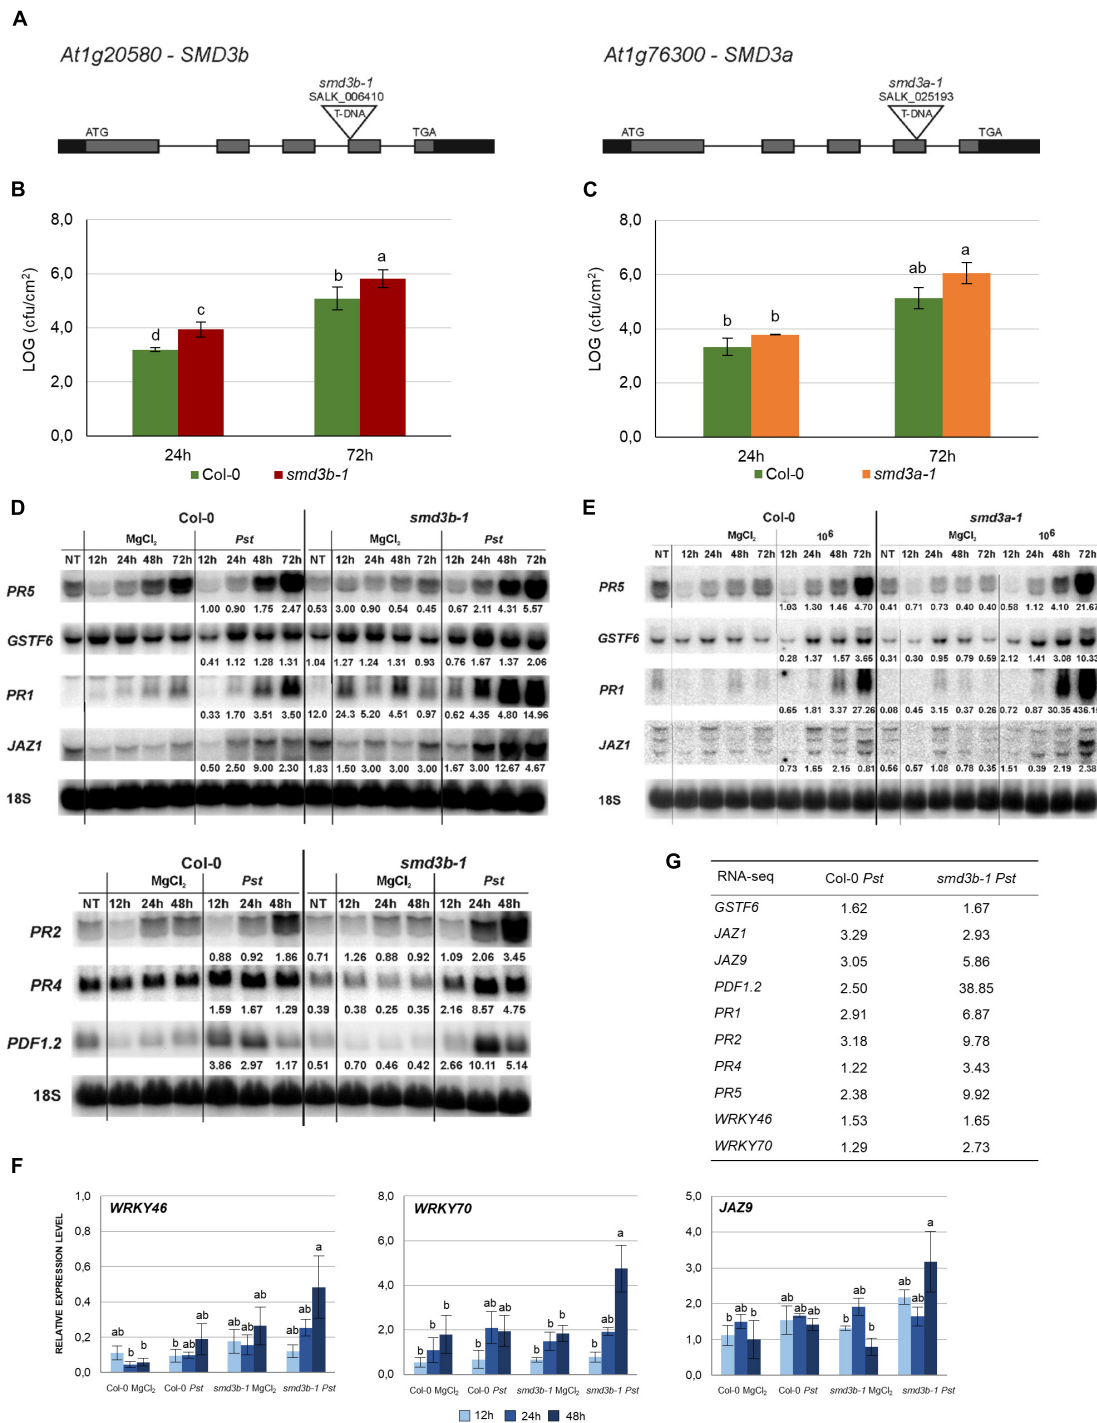 A
At1g20580 - SMD3b
At1g76300 - SMD3a
smd3b-1
SALK_006410
T-DNA
ATG
TGA
smd3a-1
SALK_025193
T-DNA
ATG
TGA
B
LOG (cfu/cm²)
8,0
6,0
4,0
2,0
0,0
d
c
b
a
24h
72h
Col-0
smd3b-1
C
LOG (cfu/cm²)
8,0
6,0
4,0
2,0
0,0
b
b
ab
a
24h
72h
Col-0
smd3a-1
D
Col-0
smd3b-1
MgCl₂
Pst
MgCl₂
Pst
NT 12h 24h 48h 72h 12h 24h 48h 72h NT 12h 24h 48h 72h 12h 24h 48h 72h
PR5
1.00 0.90 1.75 2.47 0.53 3.00 0.90 0.54 0.45 0.67 2.11 4.31 5.57
GSTF6
0.41 1.12 1.28 1.31 1.04 1.27 1.24 1.31 0.93 0.76 1.67 1.37 2.06
PR1
0.33 1.70 3.51 3.50 12.0 24.3 5.20 4.51 0.97 0.62 4.35 4.80 14.96
JAZ1
0.50 2.50 9.00 2.30 1.83 1.50 3.00 3.00 3.00 1.67 3.00 12.67 4.67
18S
Col-0
smd3b-1
MgCl₂
Pst
MgCl₂
Pst
NT 12h 24h 48h 12h 24h 48h NT 12h 24h 48h 12h 24h 48h
PR2
0.88 0.92 1.86 0.71 1.26 0.88 0.92 1.09 2.06 3.45
PR4
1.59 1.67 1.29 0.39 0.38 0.25 0.35 2.16 8.57 4.75
PDF1.2
3.86 2.97 1.17 0.51 0.70 0.46 0.42 2.66 10.11 5.14
18S
E
Col-0
smd3a-1
MgCl₂
10⁶
MgCl₂
10⁶
NT 12h 24h 48h 72h 12h 24h 48h 72h NT 12h 24h 48h 72h 12h 24h 48h 72h
PR5
1.03 1.30 1.46 4.70 0.41 0.71 0.73 0.40 0.40 0.58 1.12 4.10 21.67
GSTF6
0.28 1.37 1.57 3.65 0.31 0.30 0.95 0.79 0.59 2.12 1.41 3.08 10.33
PR1
0.65 1.81 3.37 27.26 0.08 0.45 3.15 0.37 0.26 0.72 0.87 30.35
JAZ1
0.73 1.65 2.15 0.81 0.56 0.57 1.08 0.78 0.35 1.51 0.39 2.19 2.38
18S
G
RNA-seq Col-0 Pst smd3b-1 Pst
GSTF6 1.62 1.67
JAZ1 3.29 2.93
JAZ9 3.05 5.86
PDF1.2 2.50 38.85
PR1 2.91 6.87
PR2 3.18 9.78
PR4 1.22 3.43
PR5 2.38 9.92
WRKY46 1.53 1.65
WRKY70 1.29 2.73
F
RELATIVE EXPRESSION LEVEL
WRKY46
1,0
0,8
0,6
0,4
0,2
0,0
ab b b b ab ab ab ab ab ab ab a
Col-0 MgCl₂ Col-0 Pst smd3b-1 MgCl₂ smd3b-1 Pst
WRKY70
8,0
6,0
4,0
2,0
0,0
b b b b ab ab b b b b ab a
Col-0 MgCl₂ Col-0 Pst smd3b-1 MgCl₂ smd3b-1 Pst
JAZ9
5,0
4,0
3,0
2,0
1,0
0,0
b ab b ab ab ab b ab b ab ab a
Col-0 MgCl₂ Col-0 Pst smd3b-1 MgCl₂ smd3b-1 Pst
12h 24h 48h